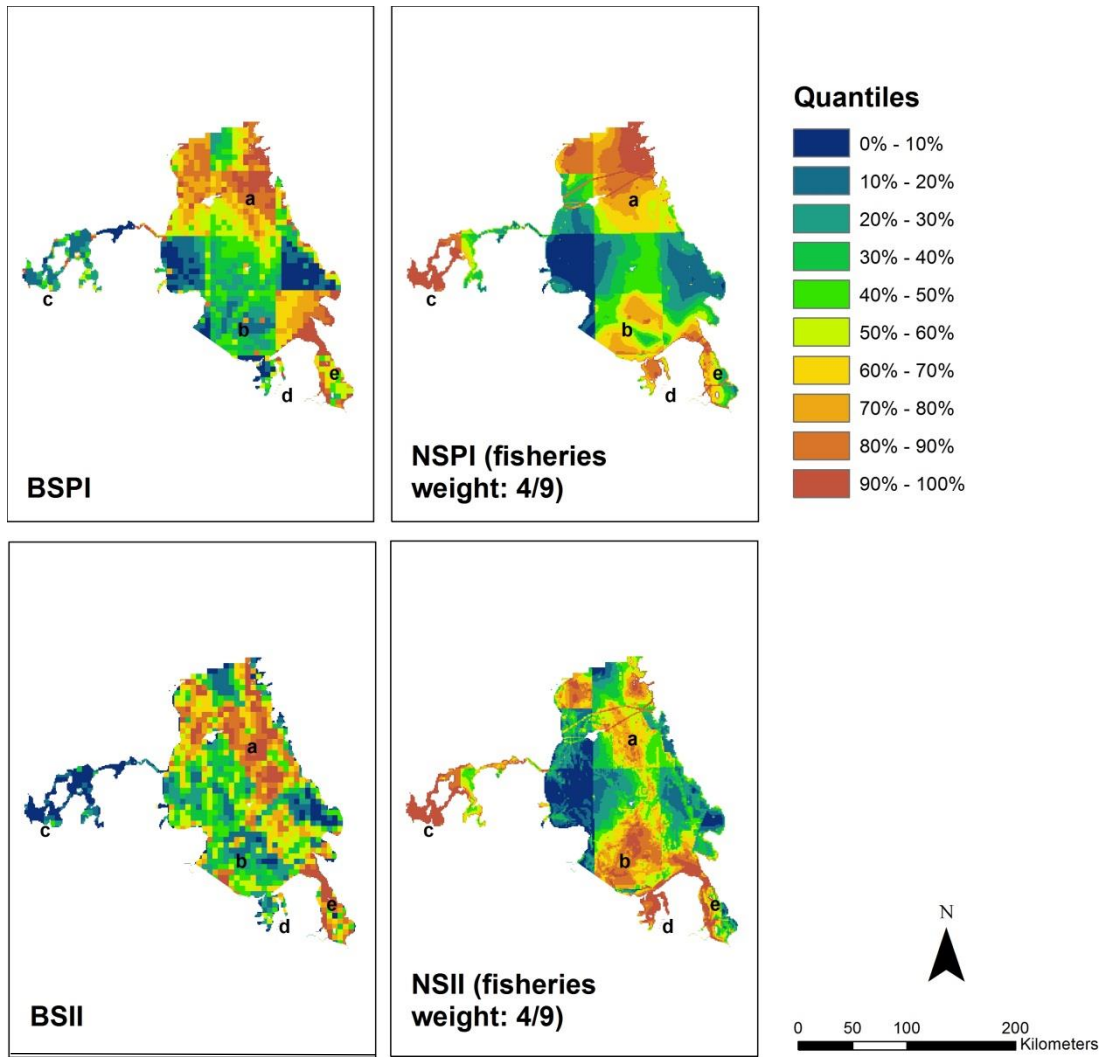 a
b
c
d
e
BSPI
a
b
c
d
e
NSPI (fisheries
weight: 4/9)
Quantiles
0% - 10%
10% - 20%
20% - 30%
30% - 40%
40% - 50%
50% - 60%
60% - 70%
70% - 80%
80% - 90%
90% - 100%
a
b
c
d
e
BSII
a
b
c
d
e
NSII (fisheries
weight: 4/9)
N
0 50 100 200
Kilometers